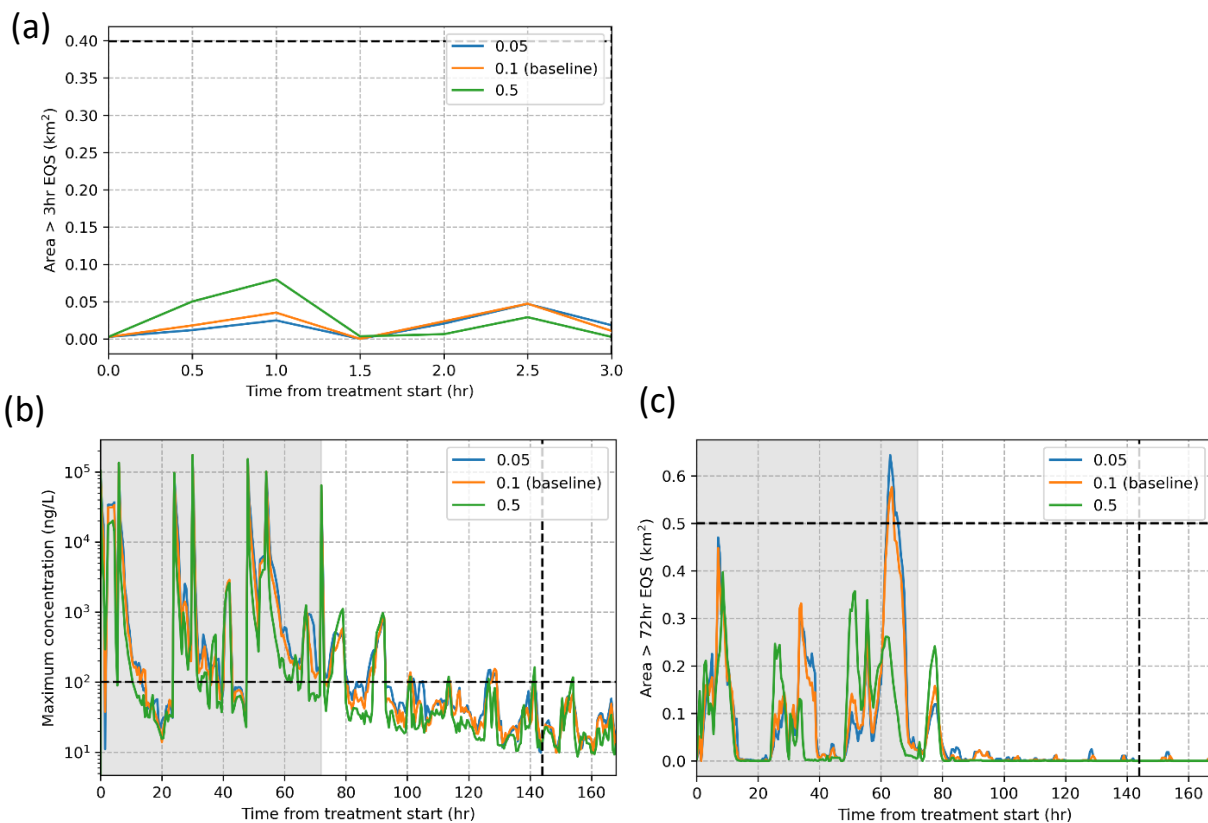 (a)
Area > 3hr EQS (km²)
0.40
0.35
0.30
0.25
0.20
0.15
0.10
0.05
0.00
0.05
0.1 (baseline)
0.5
0.0 0.5 1.0 1.5 2.0 2.5 3.0
Time from treatment start (hr)
(b)
Maximum concentration (ng/L)
10⁵
10⁴
10³
10²
10¹
0.05
0.1 (baseline)
0.5
0 20 40 60 80 100 120 140 160
Time from treatment start (hr)
(c)
Area > 72hr EQS (km²)
0.6
0.5
0.4
0.3
0.2
0.1
0.0
0.05
0.1 (baseline)
0.5
0 20 40 60 80 100 120 140 160
Time from treatment start (hr)